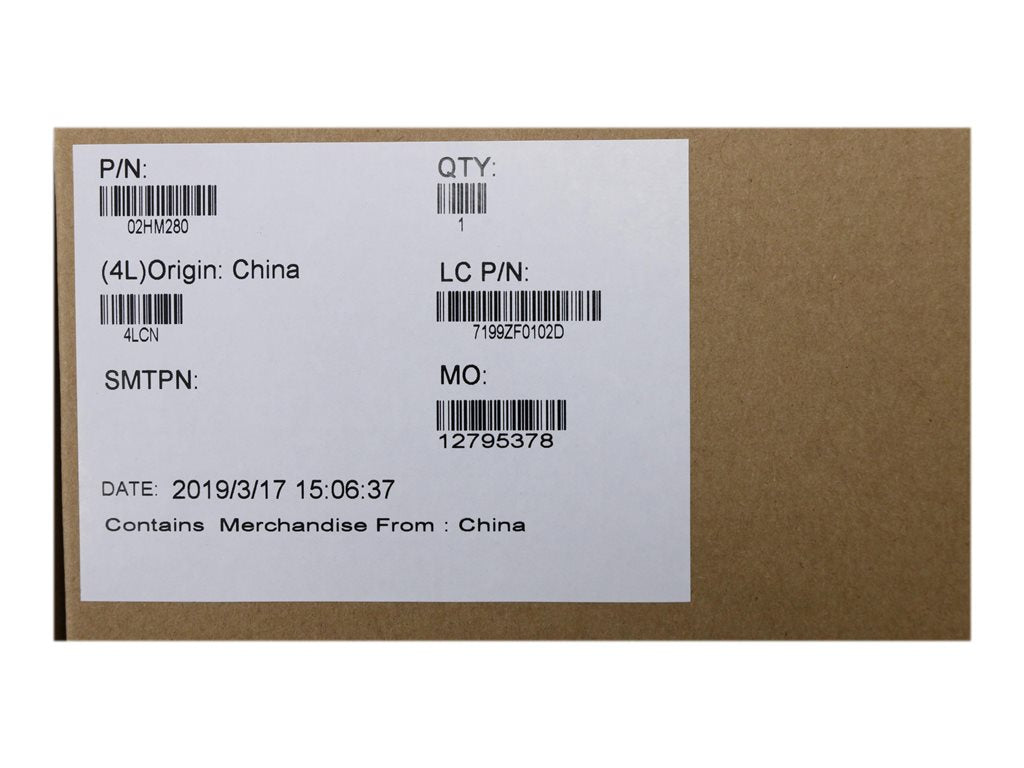 P/N:
QTY:
02HM280
1
(4L)Origin: China
LC P/N:
4LCN
7199ZF0102D
SMTPN:
MO:
12795378
DATE: 2019/3/17 15:06:37
Contains Merchandise From : China